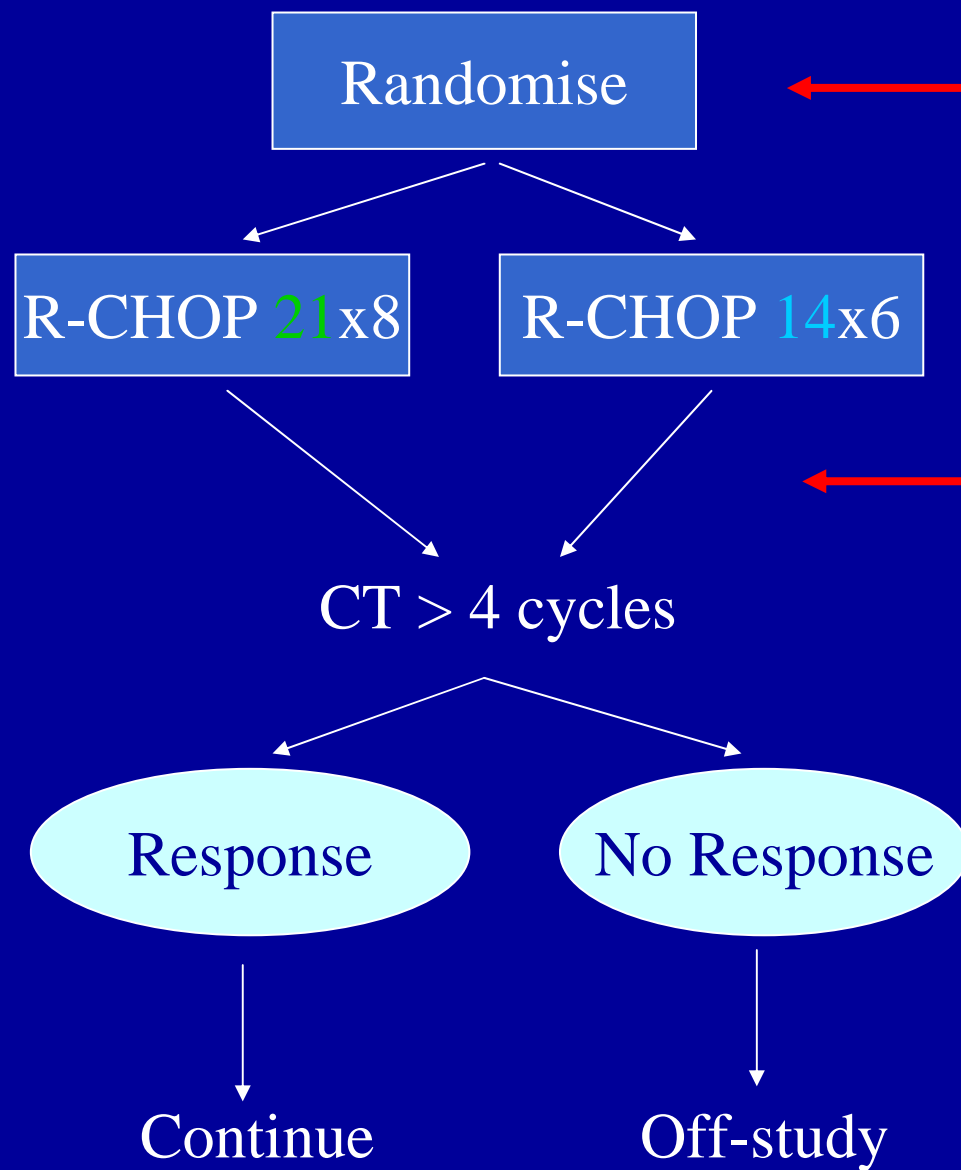 Randomise
R-CHOP 21x8
R-CHOP 14x6
CT > 4 cycles
Response
No Response
Continue
Off-study